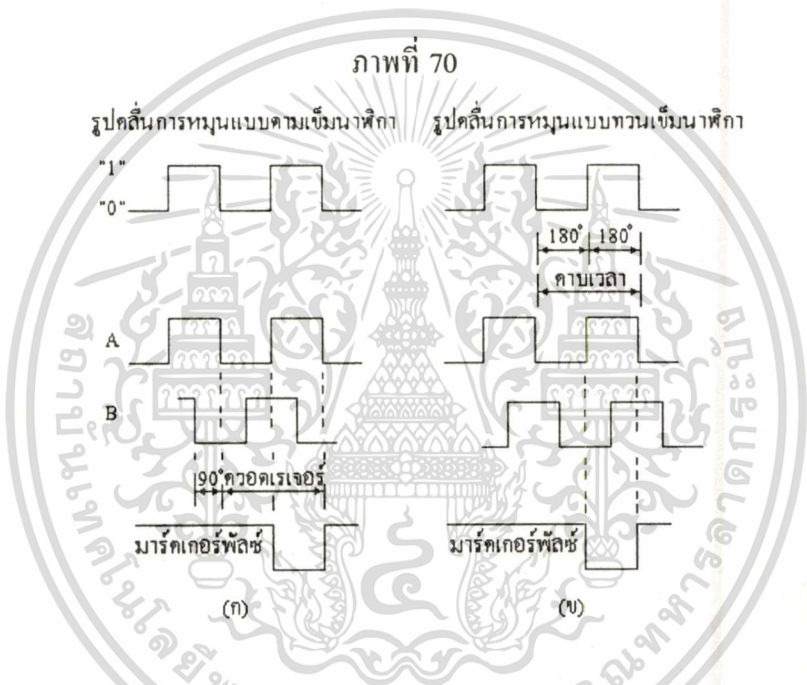 ภาพที่ 70
รูปคลื่นการหมุนแบบตามเข็มนาฬิกา
รูปคลื่นการหมุนแบบทวนเข็มนาฬิกา
"1"
"0"
180° 180°
คาบเวลา
A
B
90° ควอดเรเจอร์
มาร์คเกอร์พัลซ์
มาร์คเกอร์พัลซ์
(ก)
(ข)